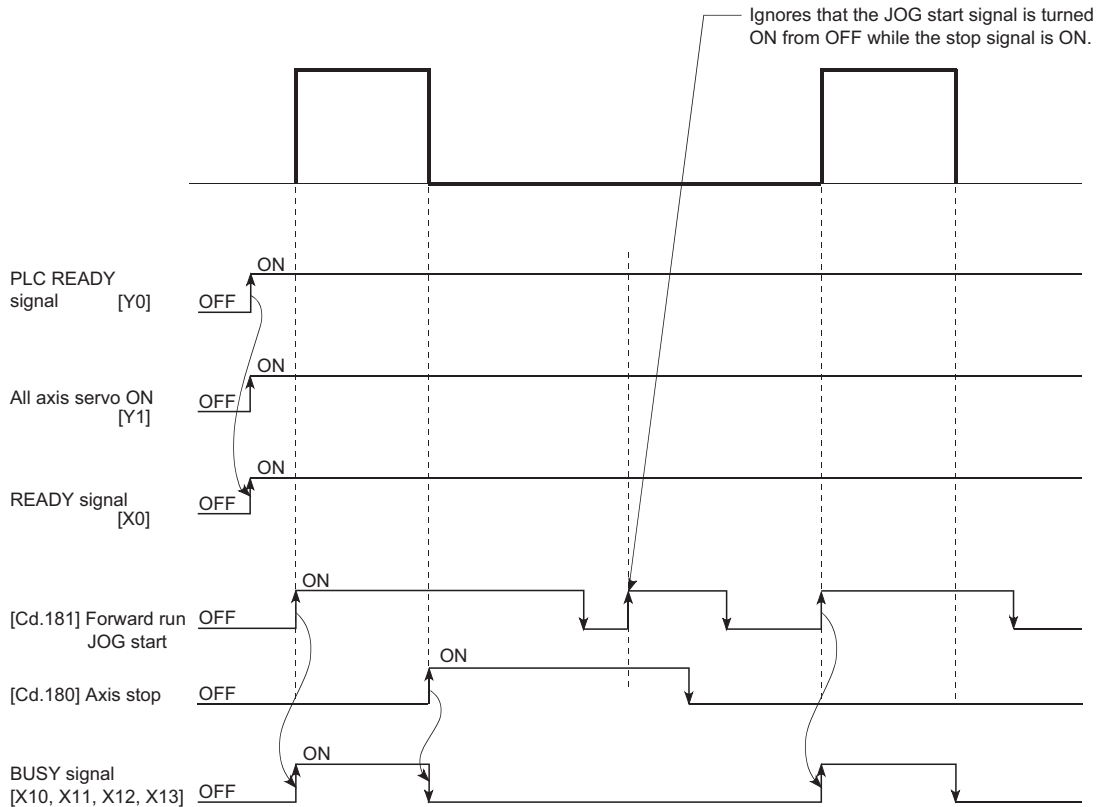 Ignores that the JOG start signal is turned
ON from OFF while the stop signal is ON.
ON
PLC READY
signal [Y0] OFF
ON
All axis servo ON OFF
[Y1]
ON
READY signal OFF
[X0]
ON
[Cd.181] Forward run OFF
JOG start
ON
[Cd.180] Axis stop OFF
ON
BUSY signal
[X10, X11, X12, X13] OFF